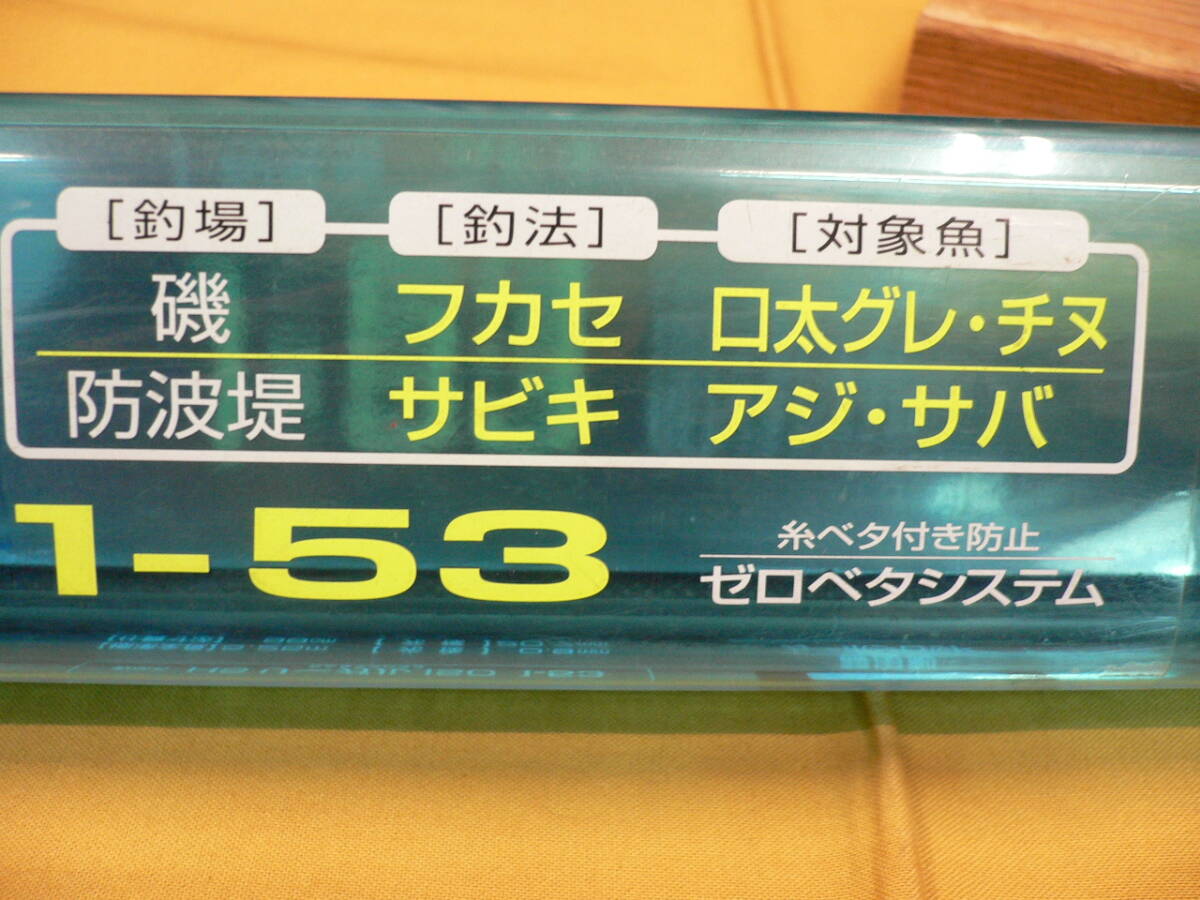 [釣場] [釣法] [対象魚]
磯 フカセ 口太グレ・チヌ
防波堤 サビキ アジ・サバ
1-53
糸ベタ付き防止
ゼロベタシステム